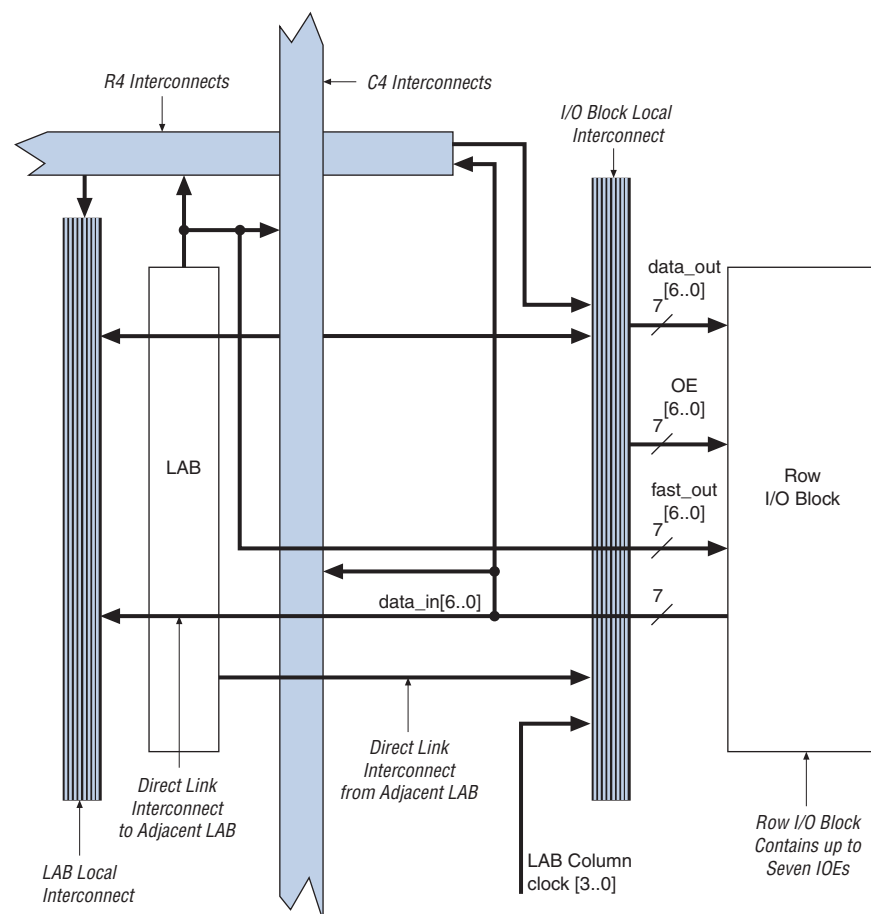 R4 Interconnects
C4 Interconnects
I/O Block Local
Interconnect
data_out
[6..0]
7
OE
[6..0]
7
LAB
Row
I/O Block
fast_out
[6..0]
7
data_in[6..0]
7
Direct Link
Interconnect
to Adjacent LAB
Direct Link
Interconnect
from Adjacent LAB
LAB Local
Interconnect
LAB Column
clock [3..0]
Row I/O Block
Contains up to
Seven IOEs